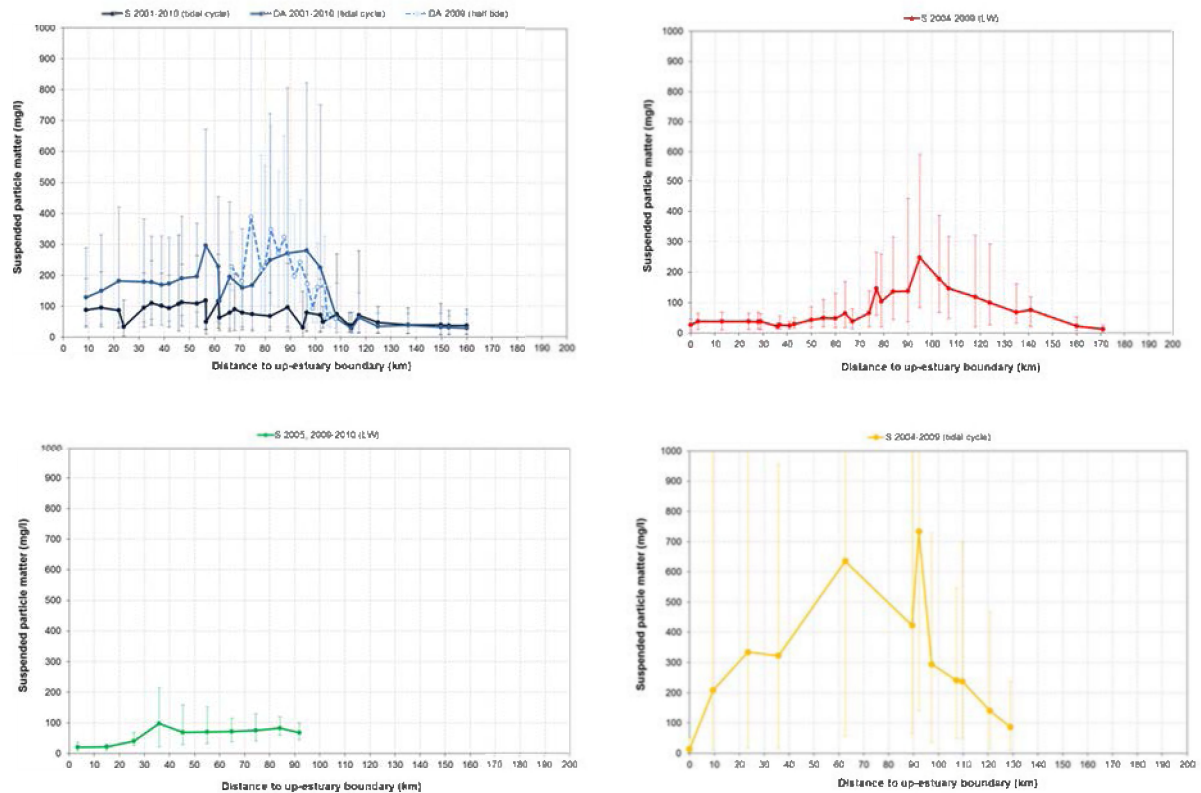 S 2001-2010 (tidal cycle) DA 2001-2010 (tidal cycle) DA 2009 (half tide)
1000
900
800
700
600
500
400
300
200
100
0
Suspended particle matter (mg/l)
0 10 20 30 40 50 60 70 80 90 100 110 120 130 140 150 160 170 180 190 200
Distance to up-estuary boundary (km)
S 2004 2009 (LW)
1000
900
800
700
600
500
400
300
200
100
0
Suspended particle matter (mg/l)
0 10 20 30 40 50 60 70 80 90 100 110 120 130 140 150 160 170 180 190 200
Distance to up-estuary boundary (km)
S 2005, 2009-2010 (LW)
1000
900
800
700
600
500
400
300
200
100
0
Suspended particle matter (mg/l)
0 10 20 30 40 50 60 70 80 90 100 110 120 130 140 150 160 170 180 190 200
Distance to up-estuary boundary (km)
S 2004-2009 (tidal cycle)
1000
900
800
700
600
500
400
300
200
100
0
Suspended particle matter (mg/l)
0 10 20 30 40 50 60 70 80 90 100 110 120 130 140 150 160 170 180 190 200
Distance to up-estuary boundary (km)